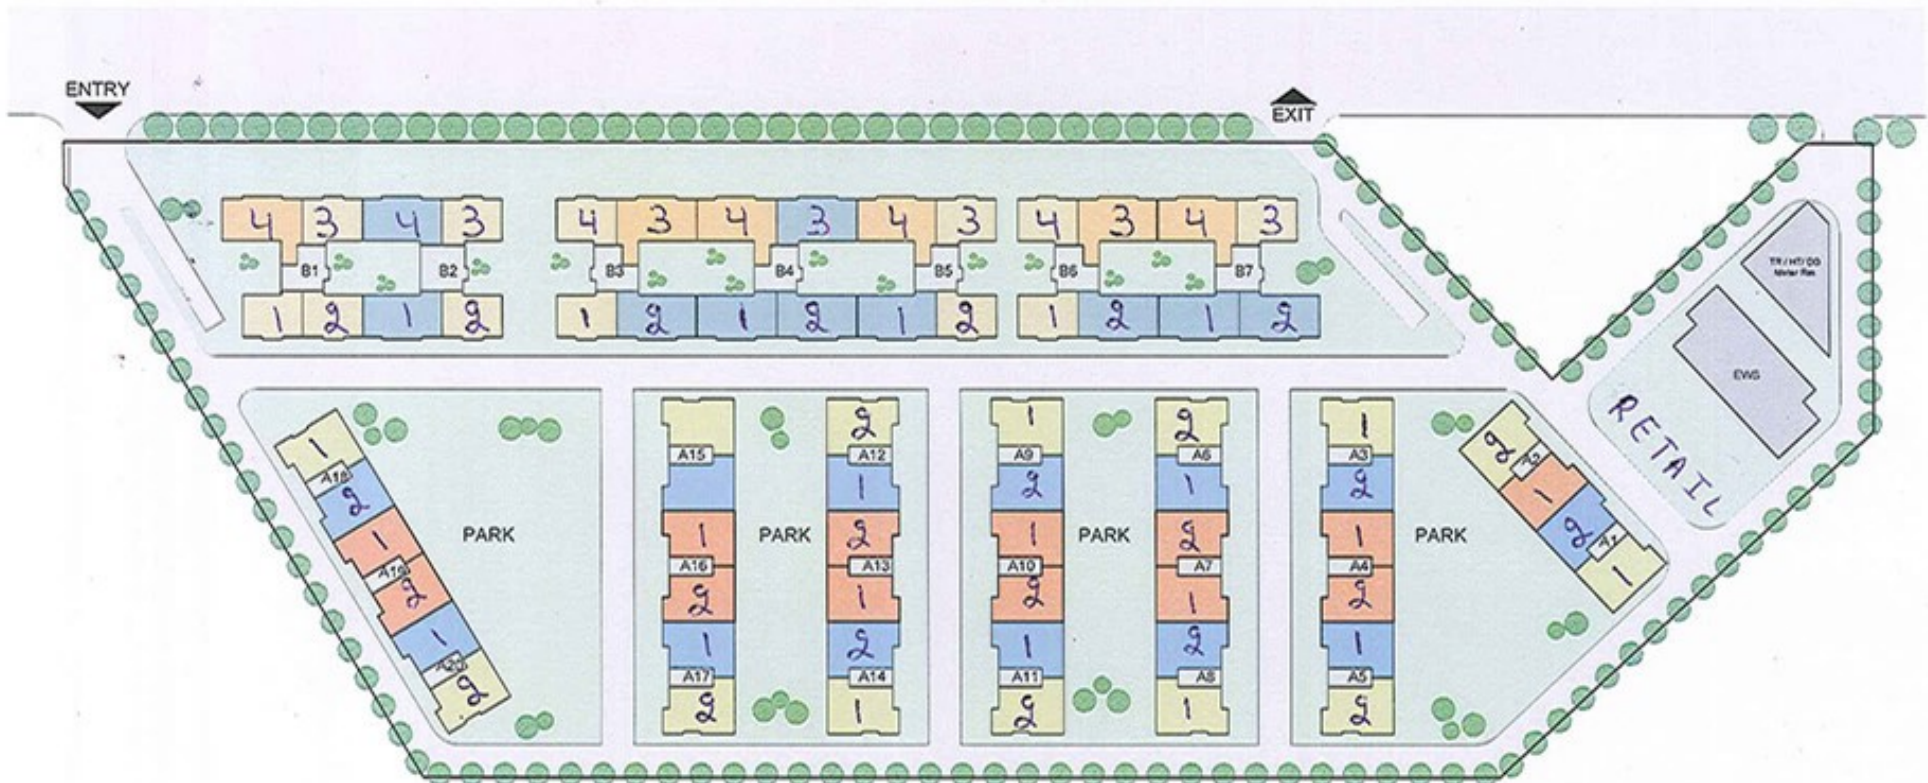 ENTRY
EXIT
4 3 4 3 4 3 4 3 4 3 4 3 4 3
B1 B2 B3 B4 B5 B6 B7
1 2 1 2 1 2 1 2 1 2 1 2 1 2
TR / HT/ DG
Meter Rm
EWS
RETAIL
1
A18
2
1
A19
2
1
A20
2
PARK
A15
1
A16
2
1
A17
2
PARK
2
A12
1
2
A13
1
2
A14
1
1
A9
2
1
A10
2
1
A11
2
PARK
2
A6
1
2
A7
1
2
A8
1
1
A3
2
1
A4
2
1
A5
2
PARK
2
A2
1
2
A1
1